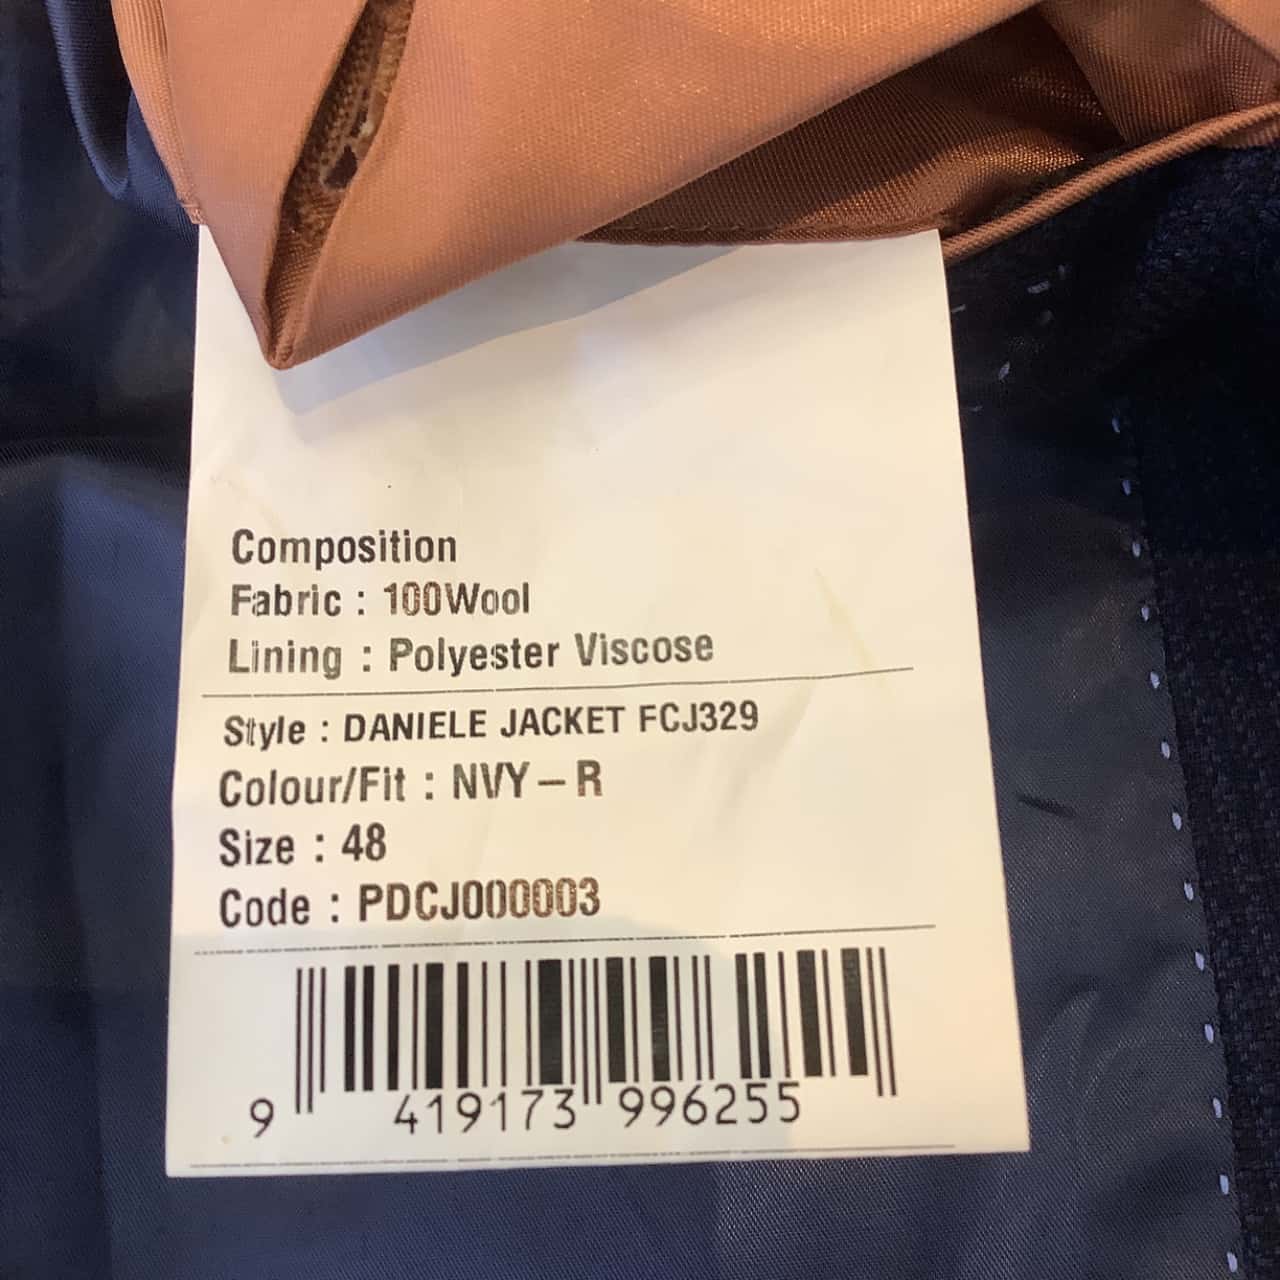 Composition
Fabric : 100Wool
Lining : Polyester Viscose
Style : DANIELE JACKET FCJ329
Colour/Fit : NVY – R
Size : 48
Code : PDCJ000003
9 419173 996255